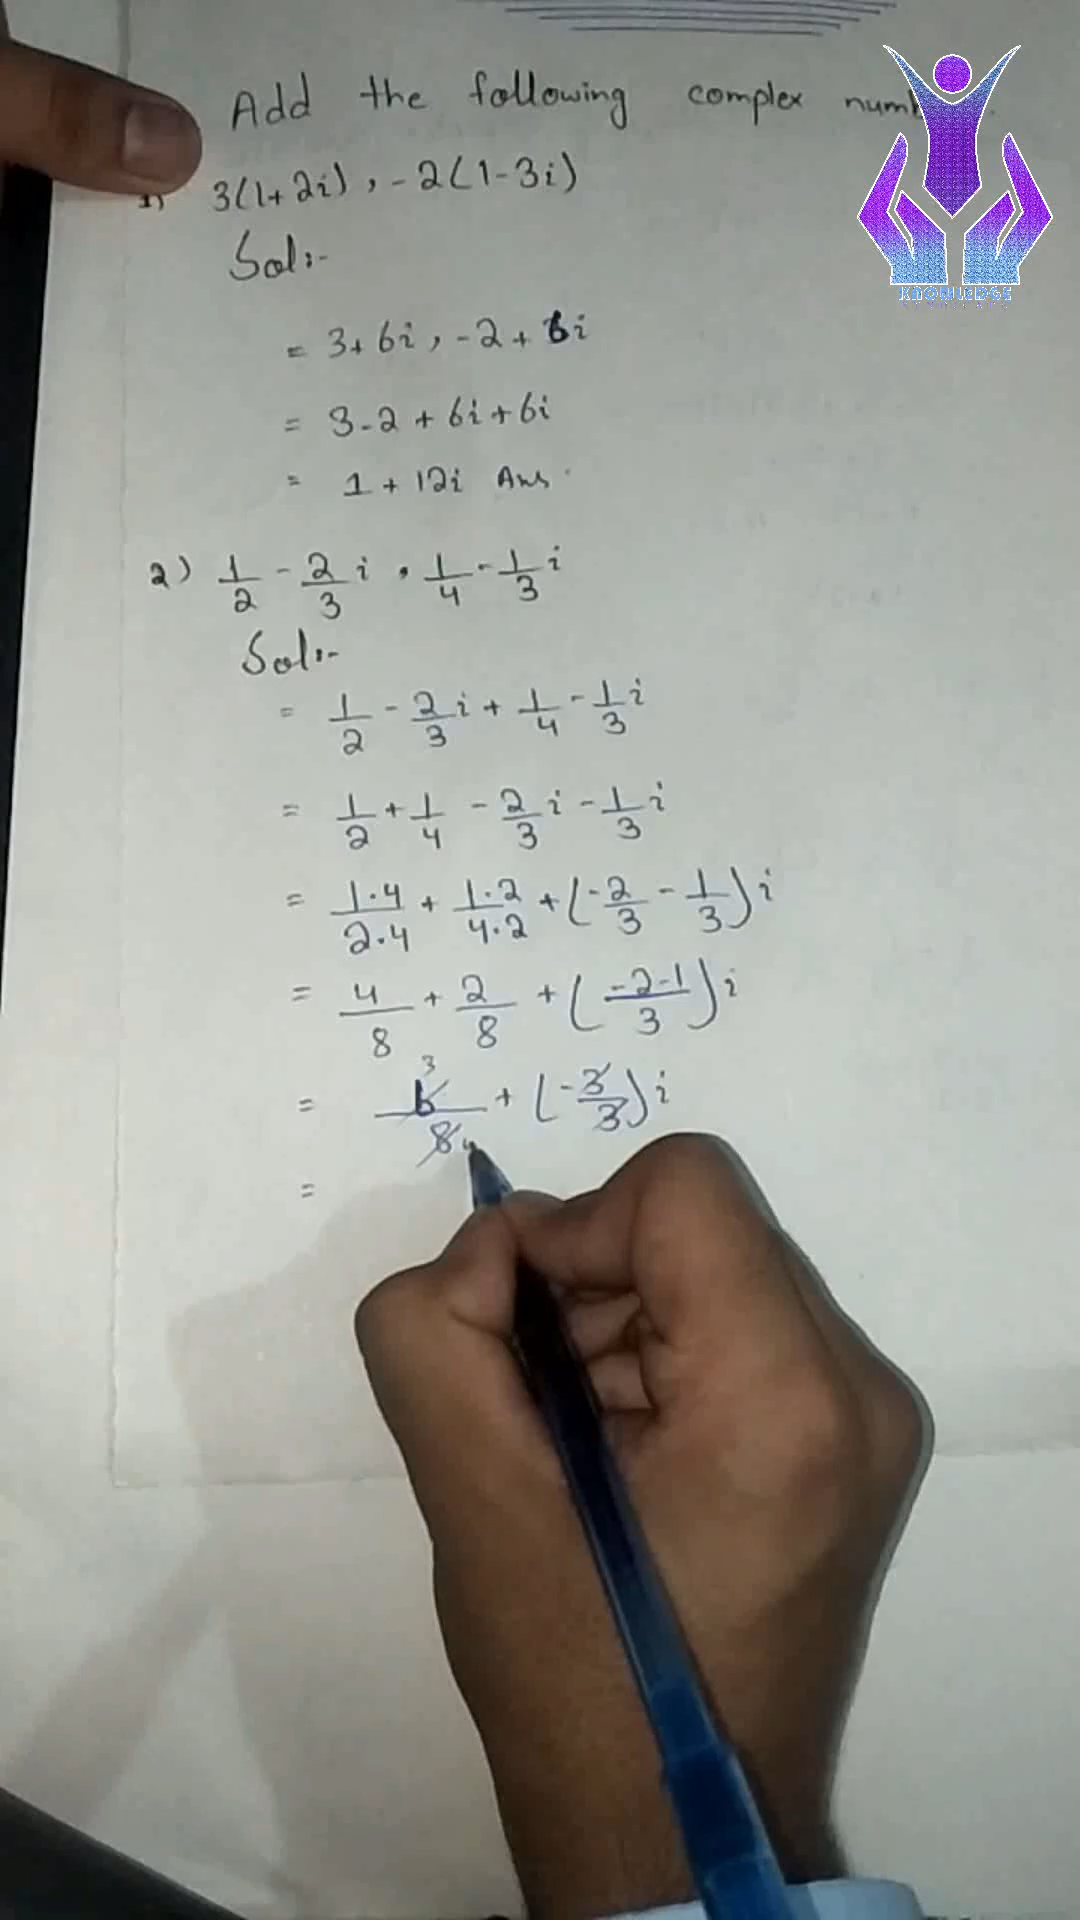 Add the following complex
1) 3(1+2i), -2(1-3i)
Sol:-
= 3+6i, -2+6i
= 3-2+6i+6i
= 1+12i Ans.
2) 1/2 - 2/3 i, 1/4 - 1/3 i
Sol:-
= 1/2 - 2/3 i + 1/4 - 1/3 i
= 1/2 + 1/4 - 2/3 i - 1/3 i
= 1·4/2·4 + 1·2/4·2 + (-2/3 - 1/3) i
= 4/8 + 2/8 + (-2-1/3) i
3
= 6/8 + (-3/3) i
4
=
KNOWLEDGE